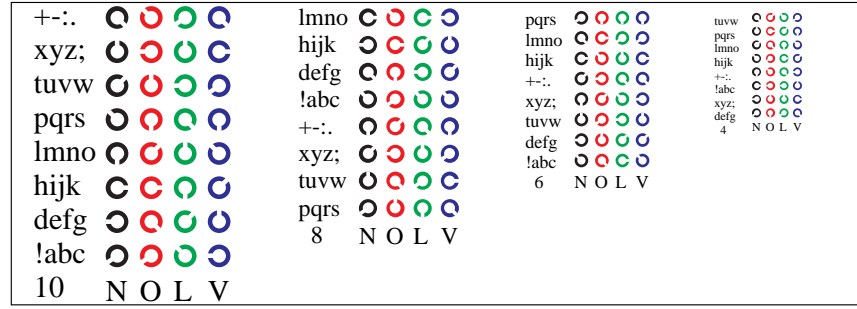 +-:.
xyz;
tuvw
pqrs
lmno
hijk
defg
!abc
10 N O L V
lmno
hijk
defg
!abc
+-:.
xyz;
tuvw
pqrs
8 N O L V
pqrs
lmno
hijk
+-:.
xyz;
tuvw
defg
!abc
6 N O L V
tuvw
pqrs
lmno
hijk
+-:.
!abc
xyz;
defg
4 N O L V